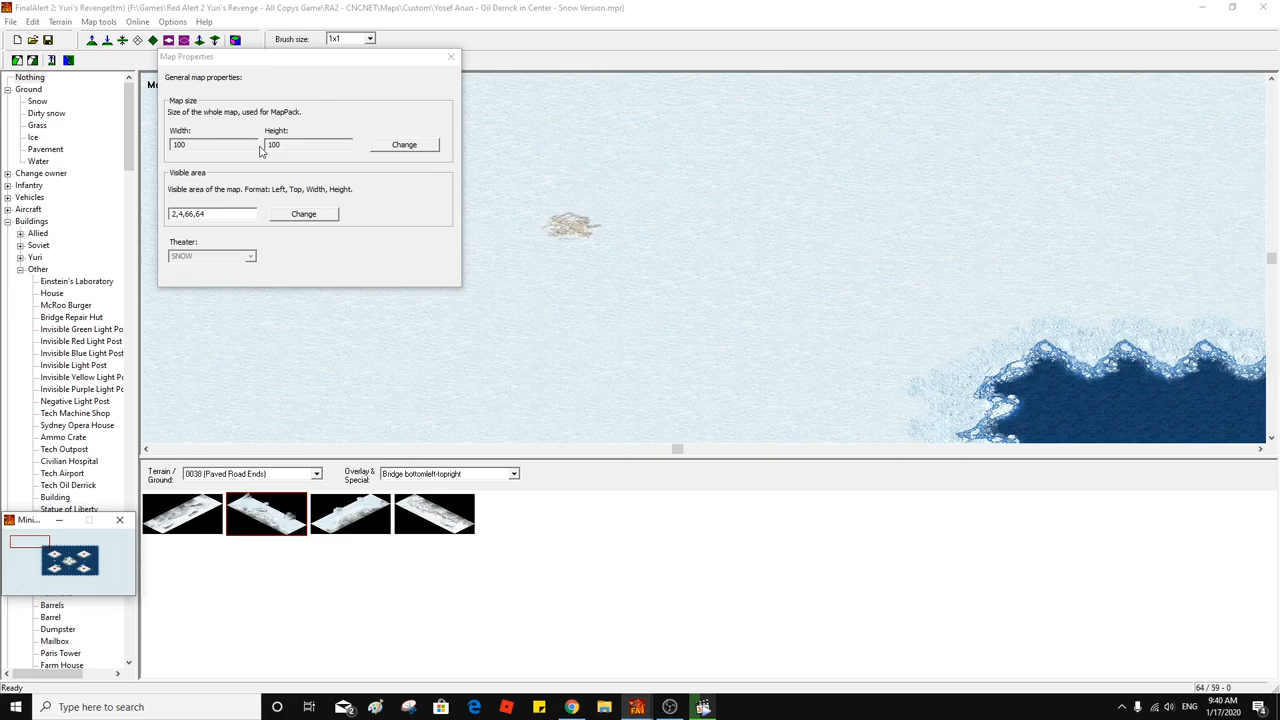 FinalAlert 2: Yuri's Revenge(tm) (F:\Games\Red Alert 2 Yuri's Revenge - All Copys Game\RA2 - CNCNET\Maps\Custom\Yosef Anan - Oil Derrick in Center - Snow Version.mpr)
File Edit Terrain Map tools Online Options Help
Brush size: 1x1
Map Properties
General map properties:
Map size
Size of the whole map, used for MapPack.
Width: Height:
100 100 Change
Visible area
Visible area of the map. Format: Left, Top, Width, Height.
2,4,66,64 Change
Theater:
SNOW
Nothing
Ground
Snow
Dirty snow
Grass
Ice
Pavement
Water
Change owner
Infantry
Vehicles
Aircraft
Buildings
Allied
Soviet
Yuri
Other
Einstein's Laboratory
House
McRoo Burger
Bridge Repair Hut
Invisible Green Light Po
Invisible Red Light Post
Invisible Blue Light Post
Invisible Light Post
Invisible Yellow Light Po
Invisible Purple Light Po
Negative Light Post
Tech Machine Shop
Sydney Opera House
Ammo Crate
Tech Outpost
Civilian Hospital
Tech Airport
Tech Oil Derrick
Building
Statue of Liberty
Mini...
Barrels
Barrel
Dumpster
Mailbox
Paris Tower
Farm House
Terrain / Ground 0038 (Paved Road Ends) Overlay & Special: Bridge bottomleft-topright
Ready 64 / 59 - 0
Type here to search
ENG
9:40 AM
1/17/2020